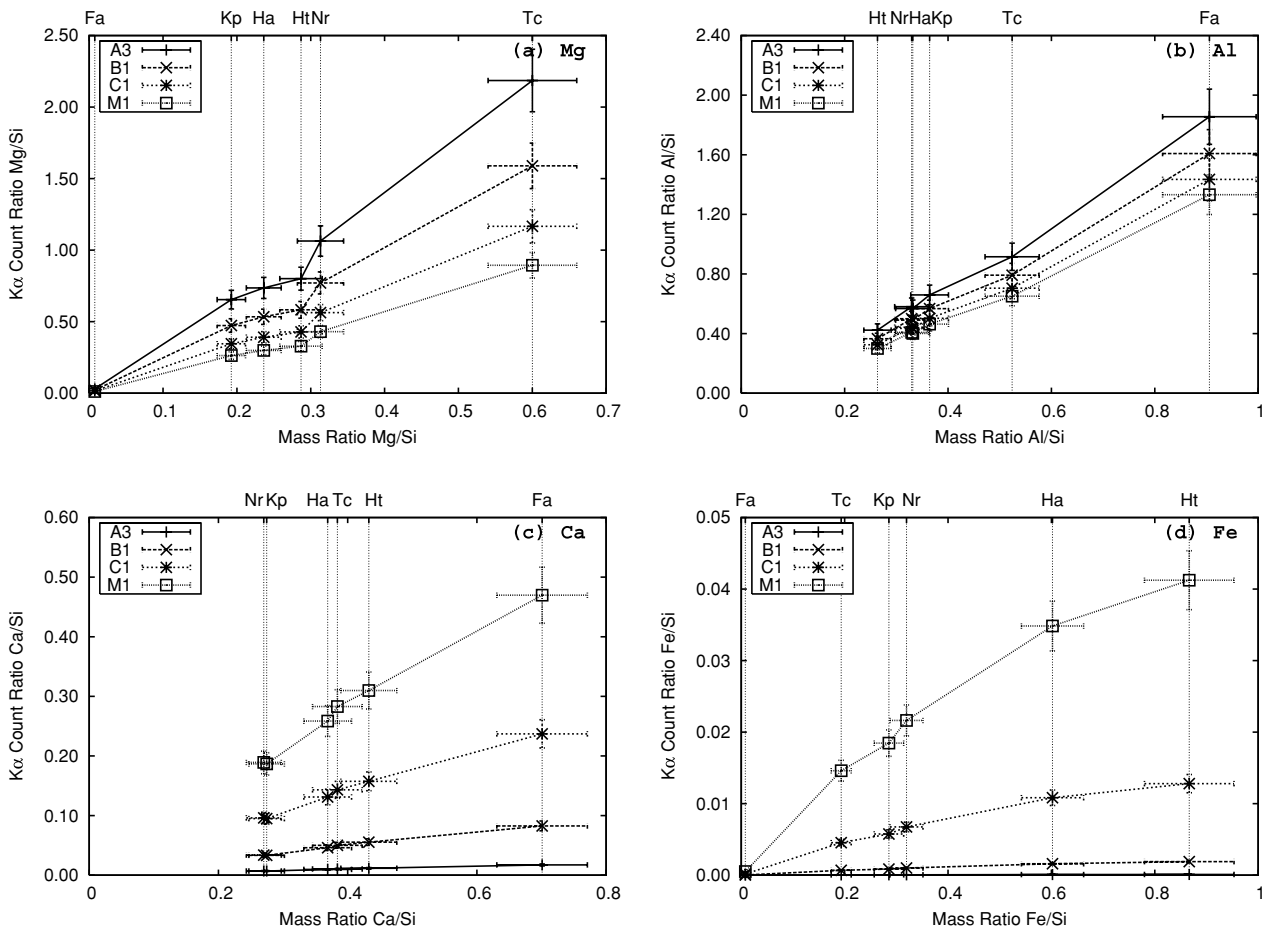 Fa Kp Ha Ht Nr Tc
(a) Mg
A3
B1
C1
M1
2.50
2.00
1.50
1.00
0.50
0.00
Kα Count Ratio Mg/Si
0 0.1 0.2 0.3 0.4 0.5 0.6 0.7
Mass Ratio Mg/Si
Ht Nr Ha Kp Tc Fa
(b) Al
A3
B1
C1
M1
2.40
2.00
1.60
1.20
0.80
0.40
0.00
Kα Count Ratio Al/Si
0 0.2 0.4 0.6 0.8 1
Mass Ratio Al/Si
Nr Kp Ha Tc Ht Fa
(c) Ca
A3
B1
C1
M1
0.60
0.50
0.40
0.30
0.20
0.10
0.00
Kα Count Ratio Ca/Si
0 0.2 0.4 0.6 0.8
Mass Ratio Ca/Si
Fa Tc Kp Nr Ha Ht
(d) Fe
A3
B1
C1
M1
0.05
0.04
0.03
0.02
0.01
0.00
Kα Count Ratio Fe/Si
0 0.2 0.4 0.6 0.8 1
Mass Ratio Fe/Si